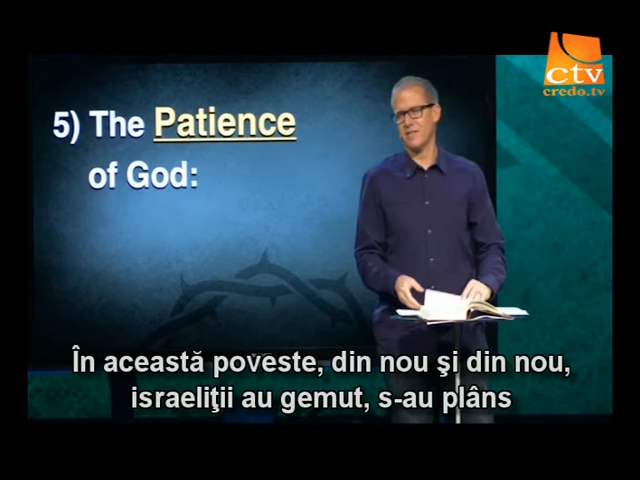 ctv
credo.tv
5) The Patience
of God:
În această poveste, din nou şi din nou,
israeliţii au gemut, s-au plâns